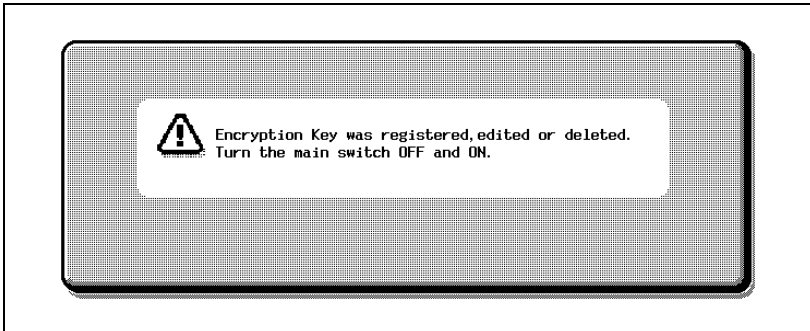 Encryption Key was registered,edited or deleted.
Turn the main switch OFF and ON.